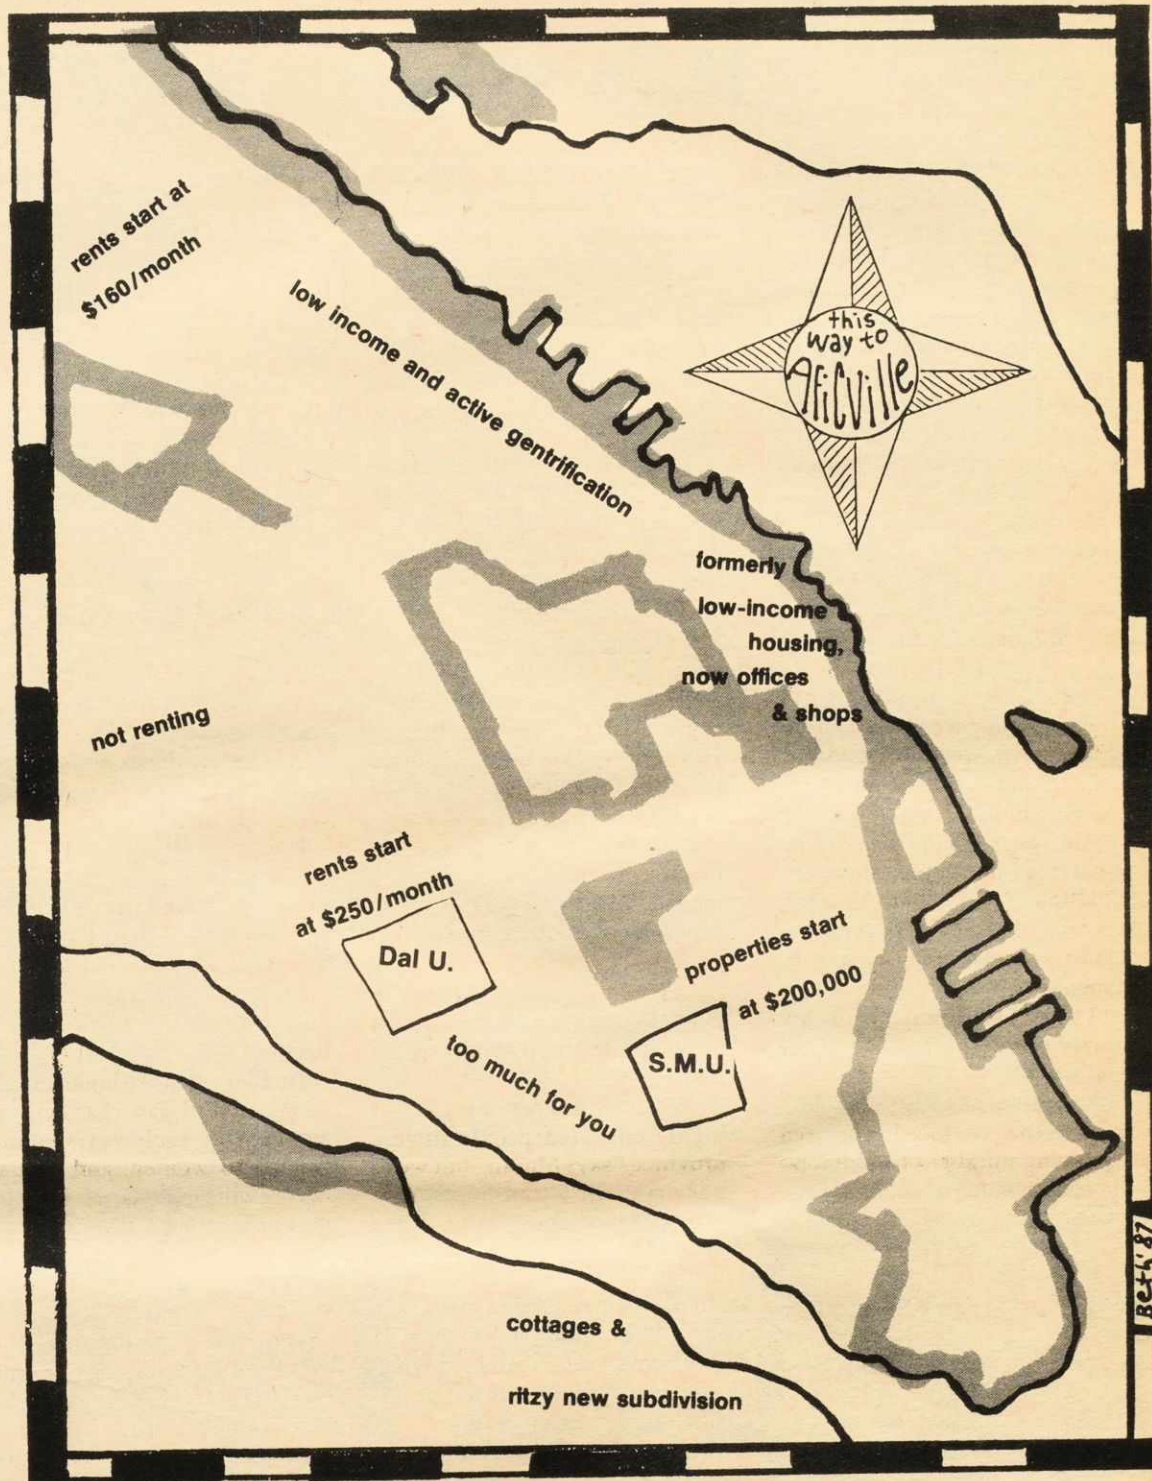 rents start at
$160/month
low income and active gentrification
this
way to
Aficville
formerly
low-income
housing,
now offices
& shops
not renting
rents start
at $250/month
Dal U.
properties start
at $200,000
S.M.U.
too much for you
cottages &
ritzy new subdivision
Beth '87